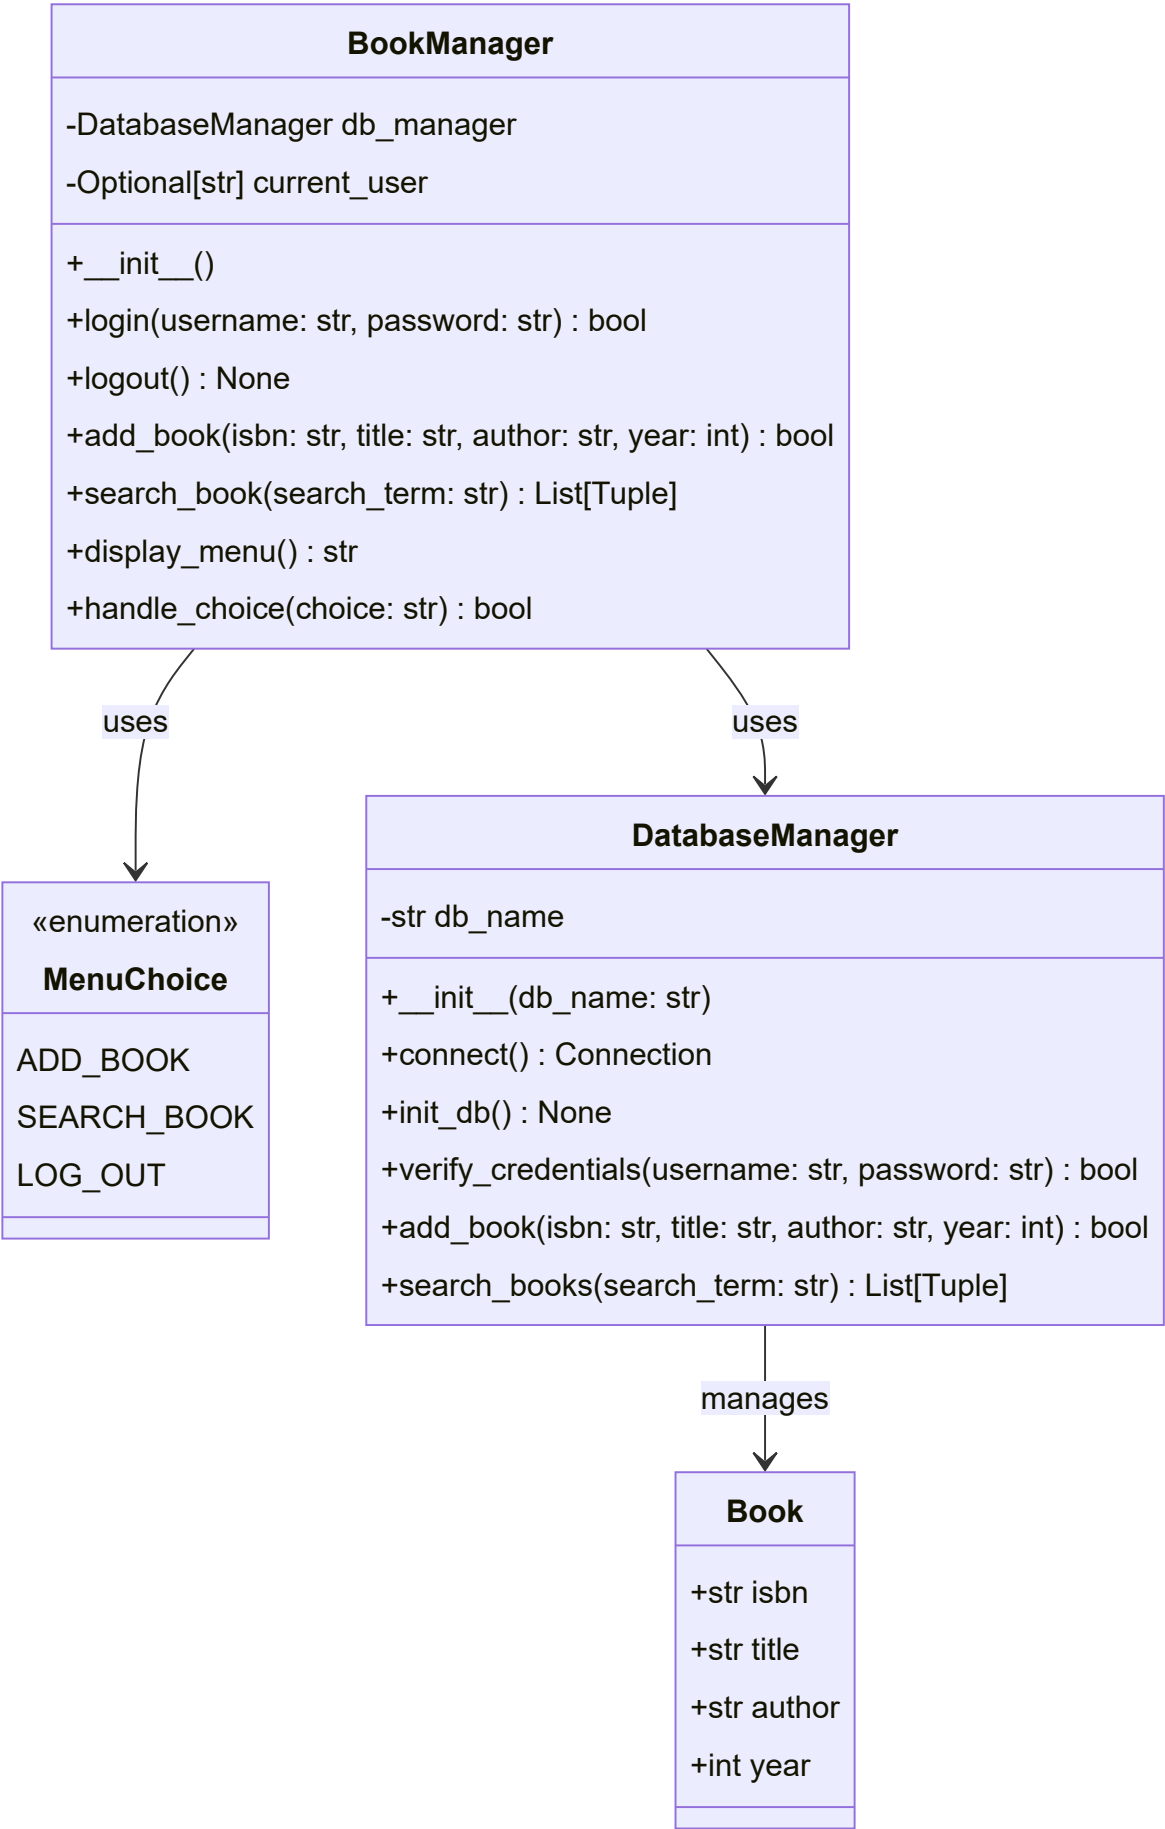 BookManager
-DatabaseManager db_manager
-Optional[str] current_user
+__init__()
+login(username: str, password: str) : bool
+logout() : None
+add_book(isbn: str, title: str, author: str, year: int) : bool
+search_book(search_term: str) : List[Tuple]
+display_menu() : str
+handle_choice(choice: str) : bool
uses
uses
«enumeration»
MenuChoice
ADD_BOOK
SEARCH_BOOK
LOG_OUT
DatabaseManager
-str db_name
+__init__(db_name: str)
+connect() : Connection
+init_db() : None
+verify_credentials(username: str, password: str) : bool
+add_book(isbn: str, title: str, author: str, year: int) : bool
+search_books(search_term: str) : List[Tuple]
manages
Book
+str isbn
+str title
+str author
+int year